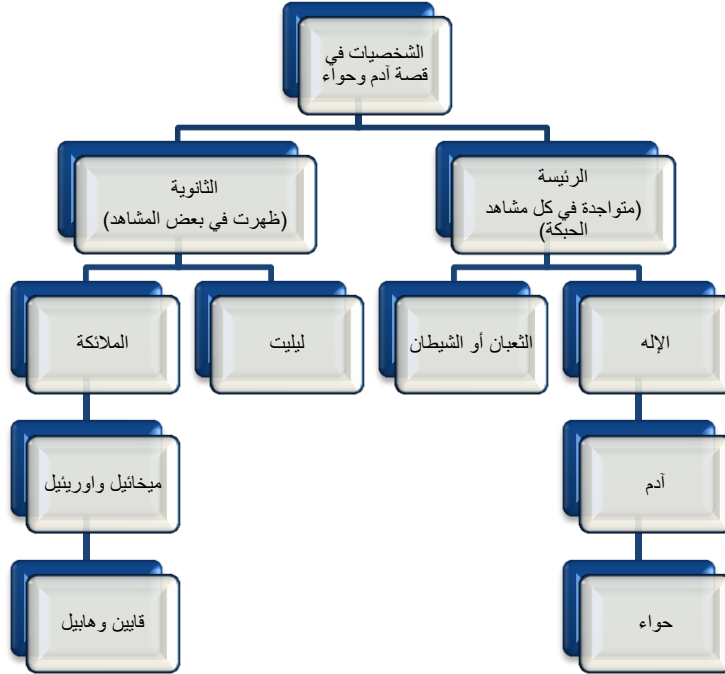 الشخصيات في
قصة آدم وحواء
الرئيسة
(متواجدة في كل مشاهد
الحبكة)
الثانوية
(ظهرت في بعض المشاهد)
الإله
الثعبان أو الشيطان
ليليت
الملائكة
آدم
ميخائيل واوريئيل
حواء
قايين وهابيل